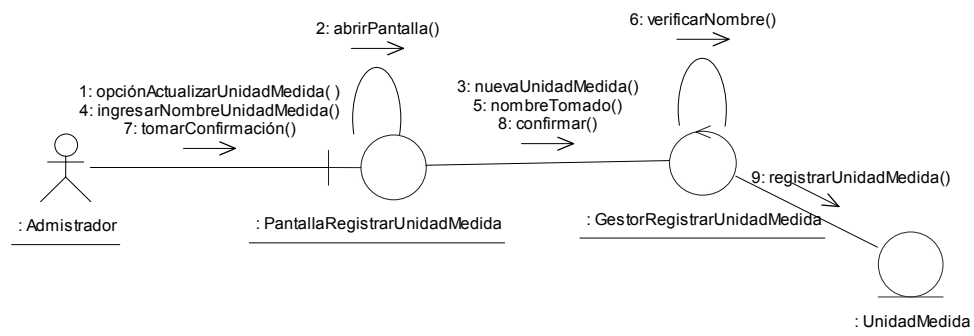 2: abrirPantalla()
6: verificarNombre()
1: opciónActualizarUnidadMedida( )
4: ingresarNombreUnidadMedida()
7: tomarConfirmación()
3: nuevaUnidadMedida()
5: nombreTomado()
8: confirmar()
9: registrarUnidadMedida()
: Admistrador
: PantallaRegistrarUnidadMedida
: GestorRegistrarUnidadMedida
: UnidadMedida